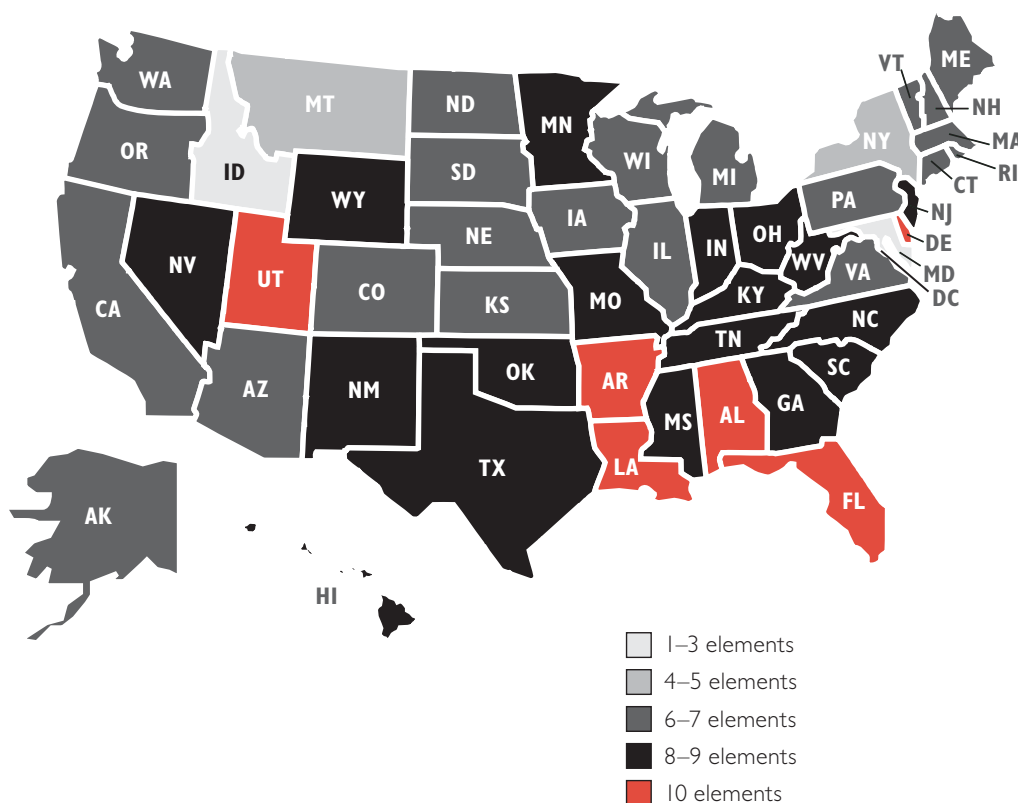 ME
VT
WA
ND
MT
MN
NH
OR
NY
MA
WI
ID
SD
RI
MI
CT
WY
PA
IA
NE
NJ
OH
IN
IL
DE
NV
WV
UT
VA
MD
CO
KY
DC
MO
KS
CA
NC
TN
SC
OK
AR
AZ
NM
GA
AL
MS
TX
LA
FL
AK
HI
1–3 elements
4–5 elements
6–7 elements
8–9 elements
10 elements